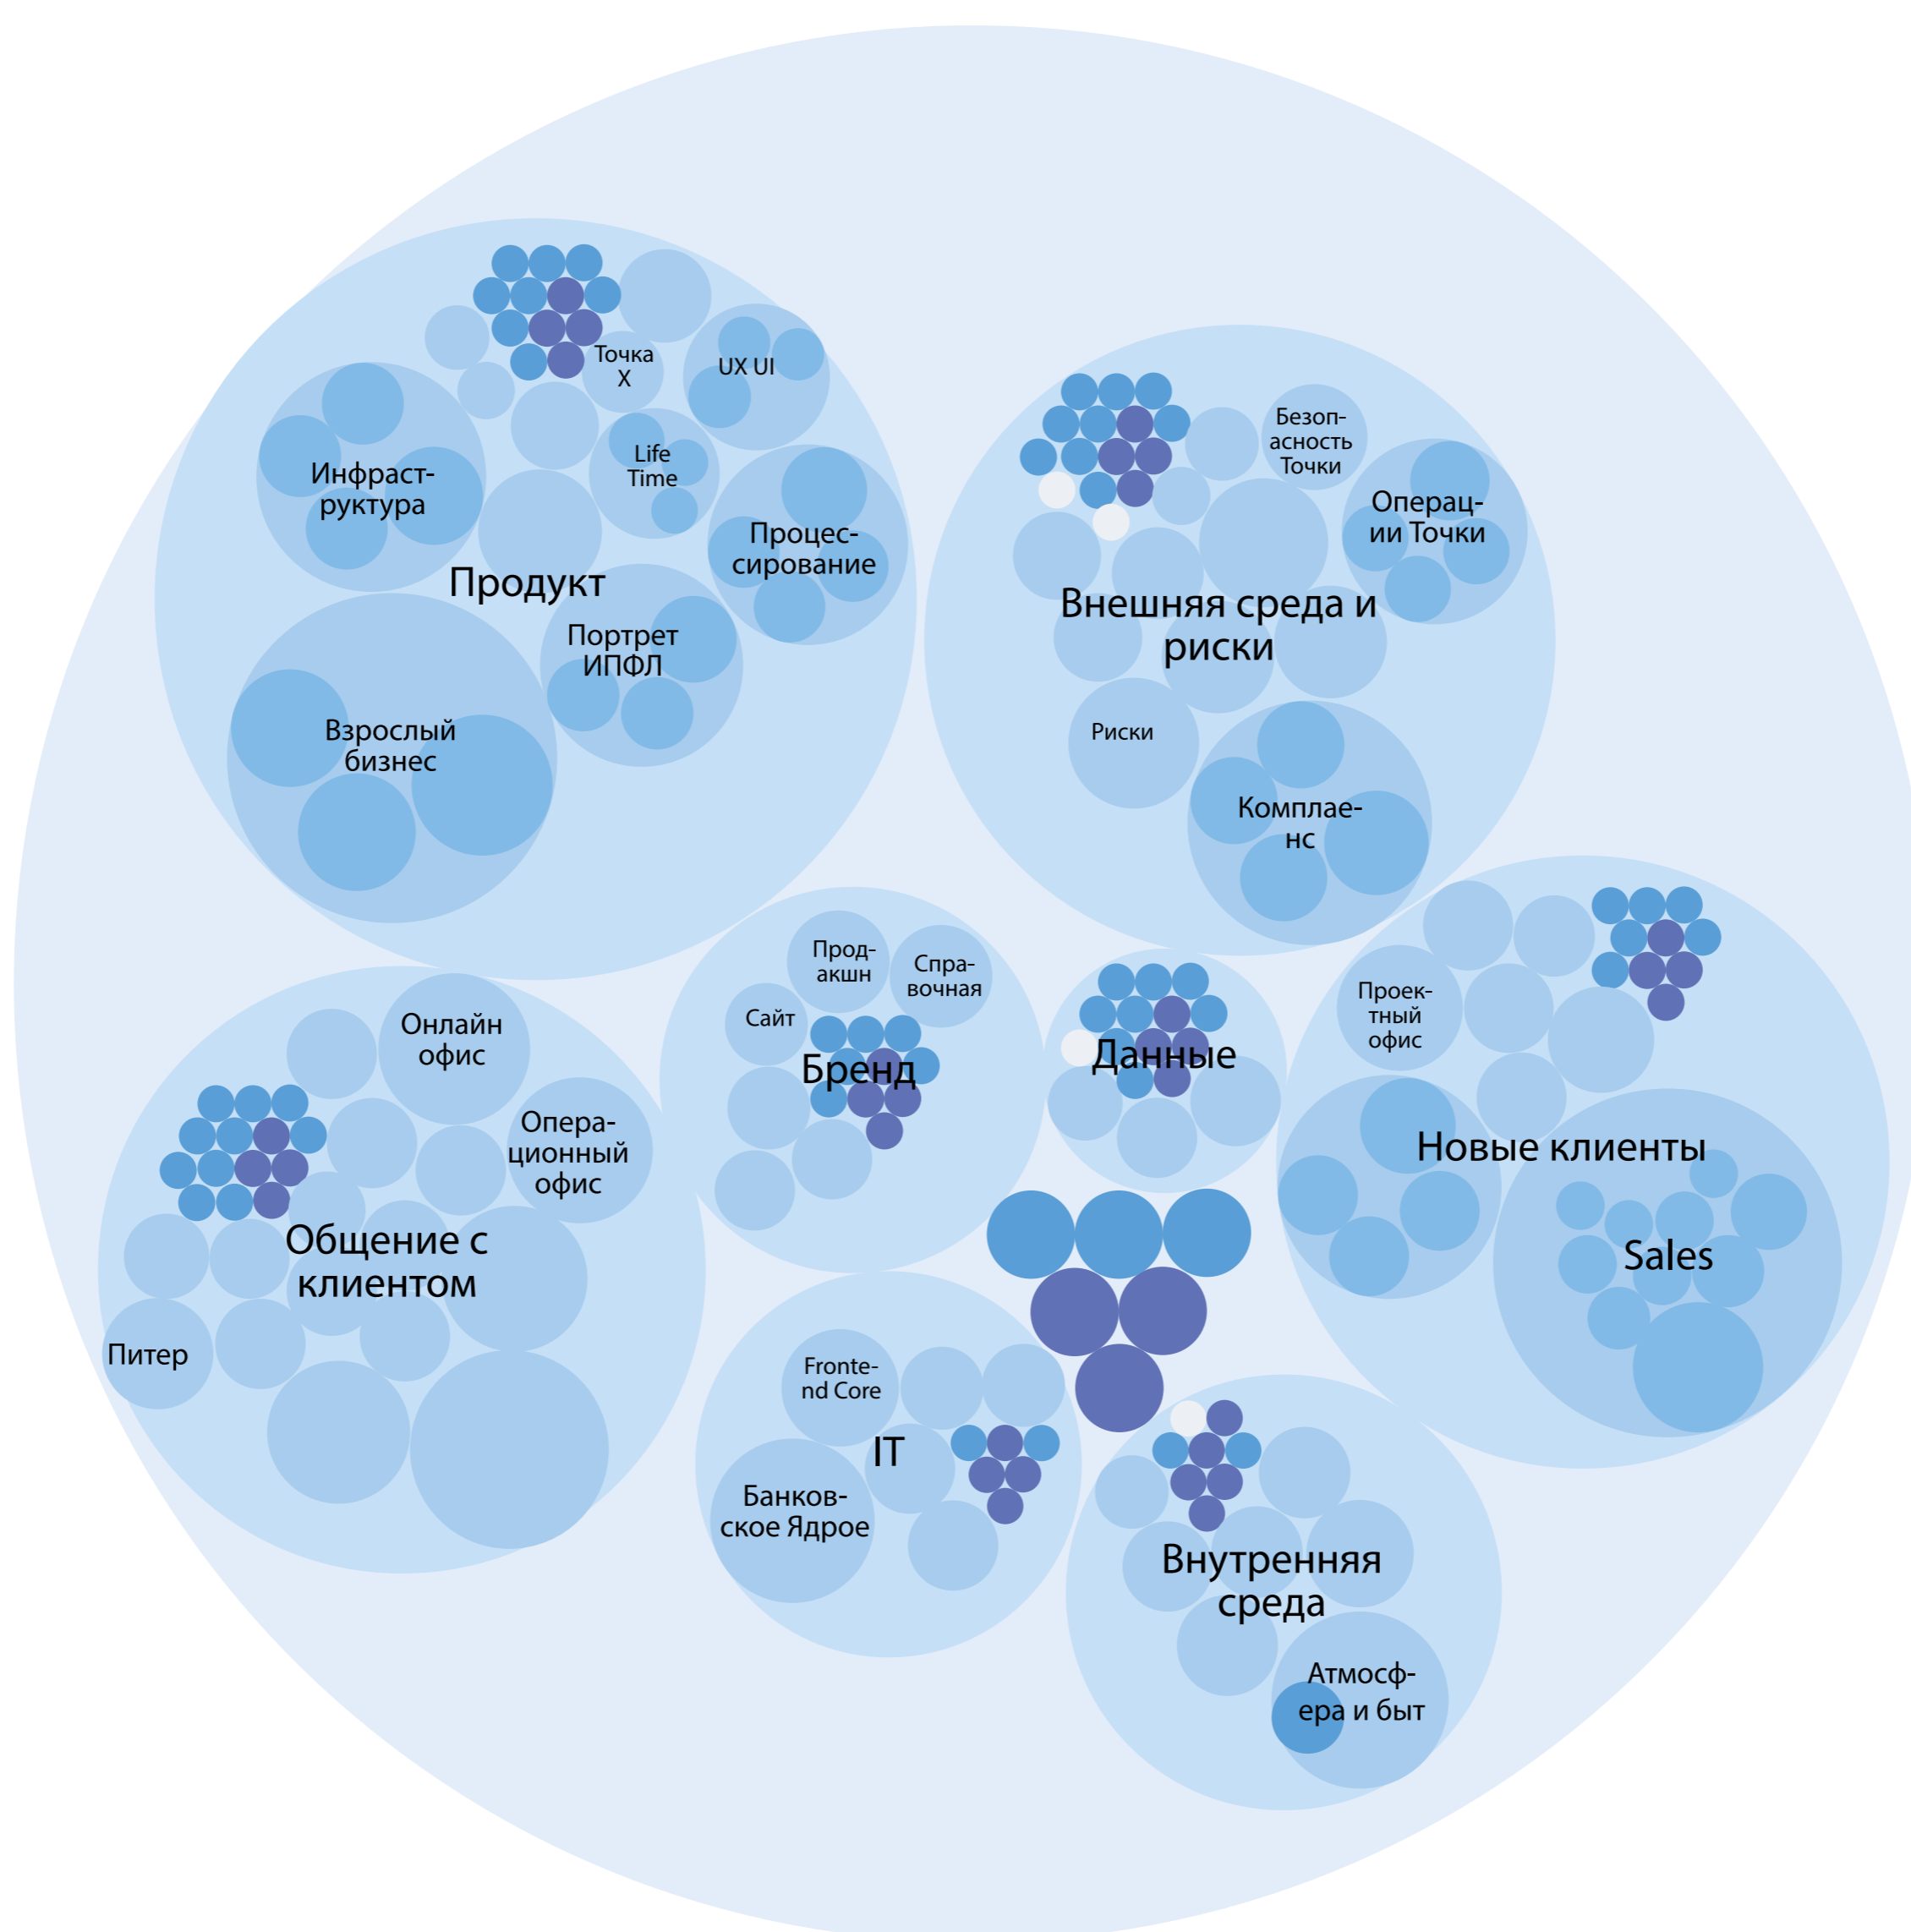 Точка
X
UX UI
Life
Time
Инфраст-
руктура
Процес-
сирование
Продукт
Портрет
ИПФЛ
Взрослый
бизнес
Безоп-
асность
Точки
Операц-
ии Точки
Внешняя среда и
риски
Риски
Комплае-
нс
Прод-
акшн
Спра-
вочная
Сайт
Бренд
Данные
Проек-
тный
офис
Новые клиенты
Sales
Онлайн
офис
Опера-
ционный
офис
Общение с
клиентом
Питер
Fronte-
nd Core
IT
Банков-
ское Ядрое
Внутренняя
среда
Атмосф-
ера и быт